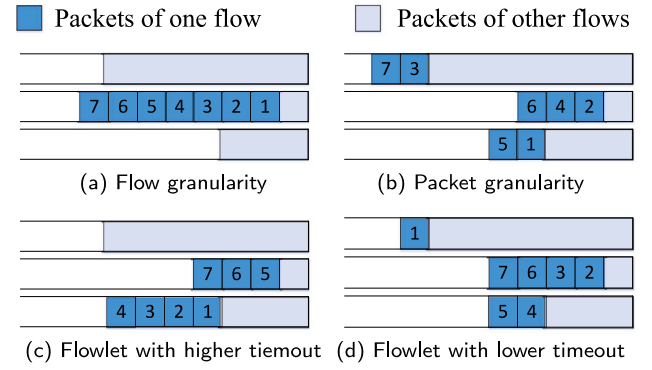 Packets of one flow Packets of other flows
7 6 5 4 3 2 1
(a) Flow granularity
7 3
6 4 2
5 1
(b) Packet granularity
7 6 5
4 3 2 1
(c) Flowlet with higher tiemout
1
7 6 3 2
5 4
(d) Flowlet with lower timeout